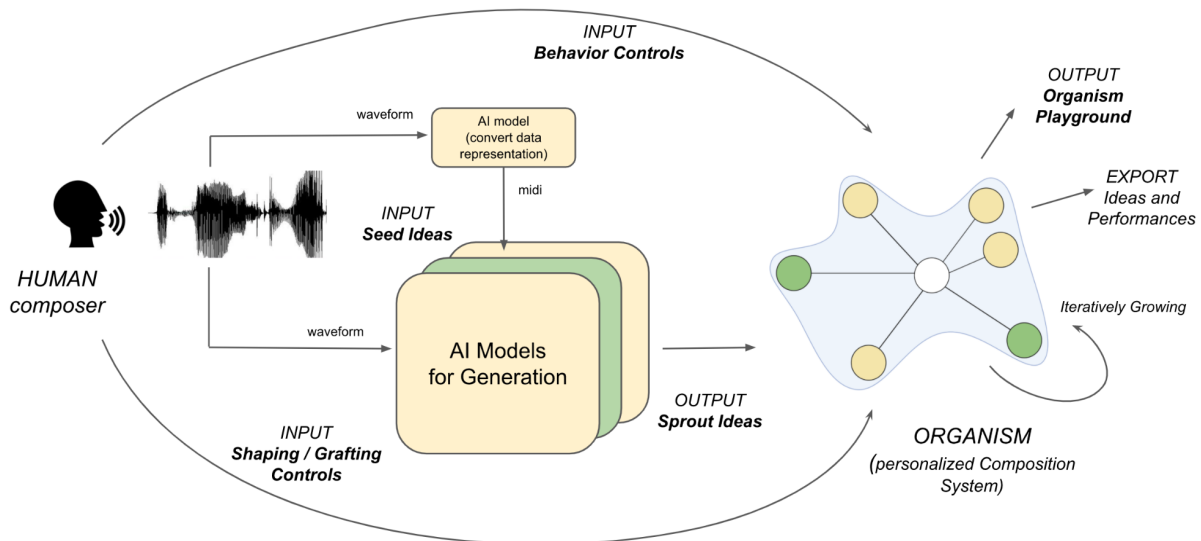 INPUT
Behavior Controls
OUTPUT
Organism
Playground
waveform
AI model
(convert data
representation)
midi
EXPORT
Ideas and
Performances
INPUT
Seed Ideas
HUMAN
composer
Iteratively Growing
waveform
AI Models
for Generation
OUTPUT
Sprout Ideas
INPUT
Shaping / Grafting
Controls
ORGANISM
(personalized Composition
System)